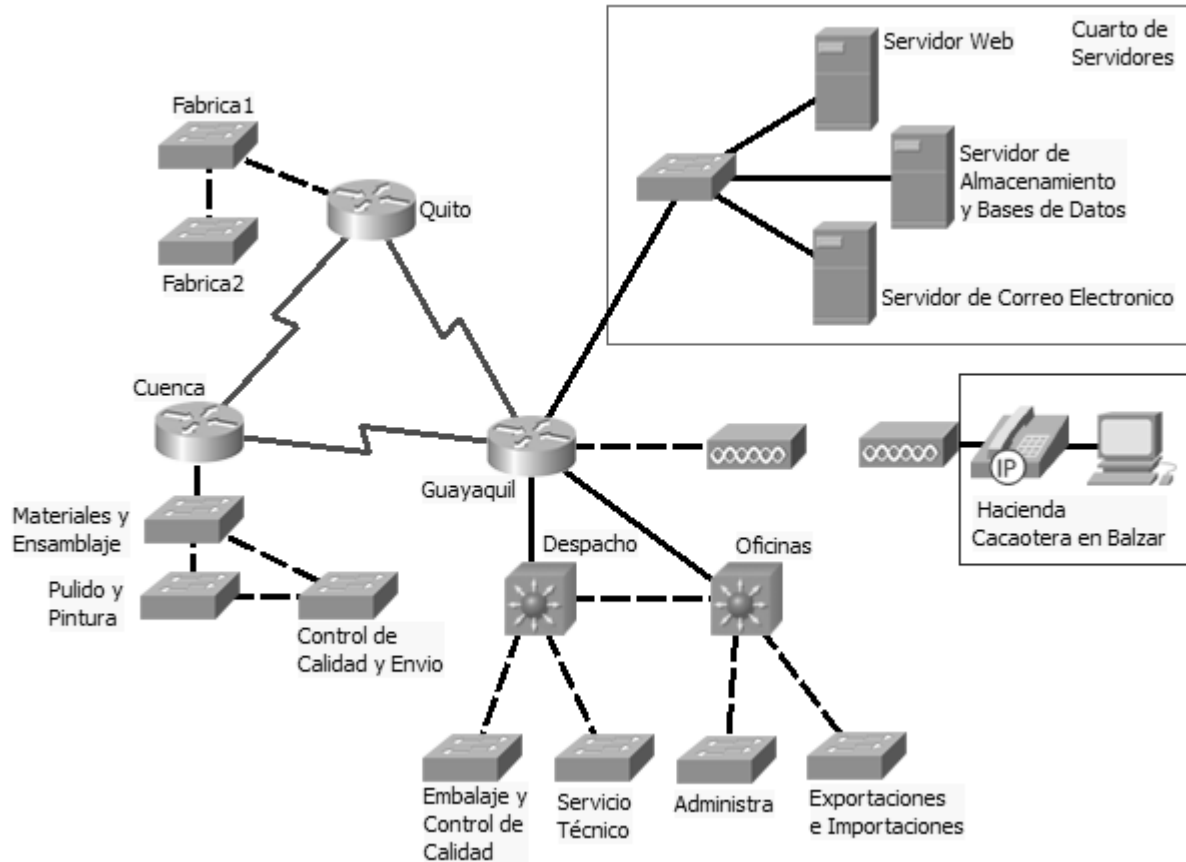 Cuarto de
Servidores
Servidor Web
Servidor de
Almacenamiento
y Bases de Datos
Servidor de Correo Electronico
Fabrica1
Quito
Fabrica2
Cuenca
Guayaquil
IP
Hacienda
Cacaotera en Balzar
Materiales y
Ensamblaje
Pulido y
Pintura
Control de
Calidad y Envio
Despacho
Oficinas
Embalaje y
Control de
Calidad
Servicio
Técnico
Administra
Exportaciones
e Importaciones